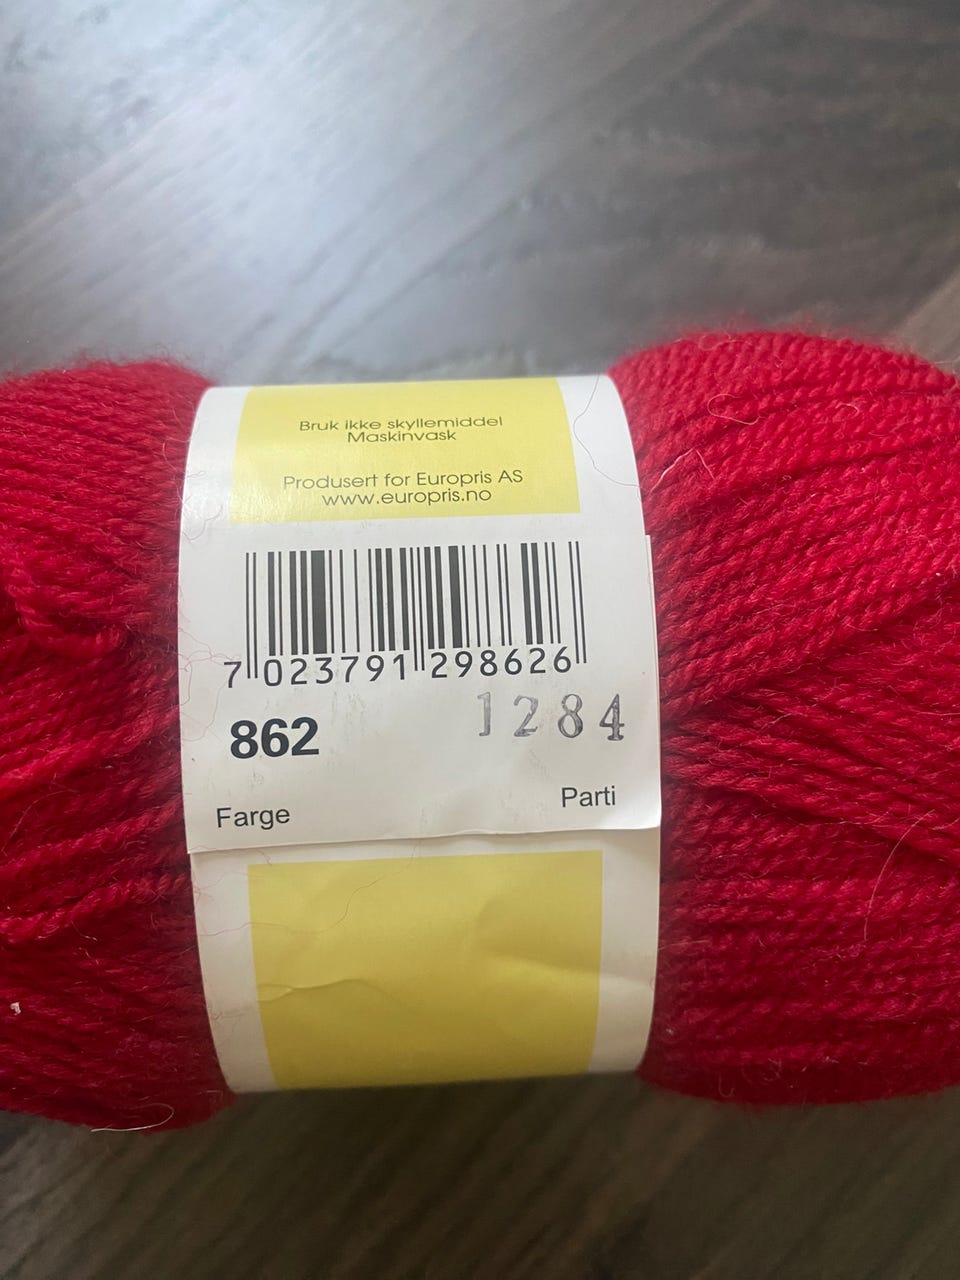 Bruk ikke skyllemiddel
Maskinvask
Produsert for Europris AS
www.europris.no
7 023791 298626
862 1284
Farge Parti